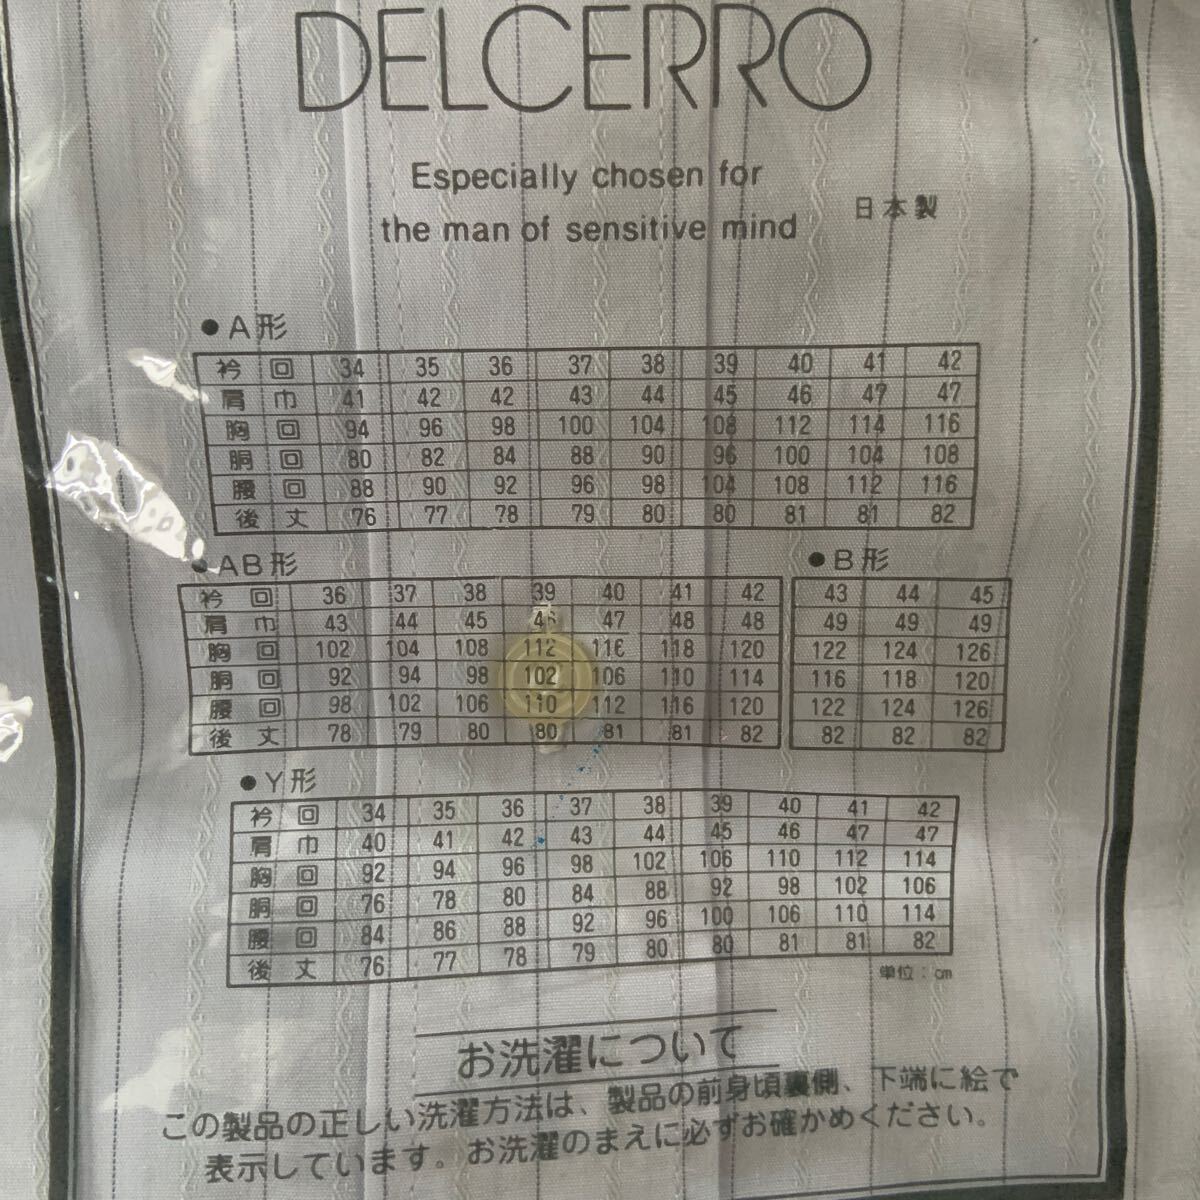 DELCERRO
Especially chosen for
the man of sensitive mind
日本製
●A形
衿回 34 35 36 37 38 39 40 41 42
肩巾 41 42 42 43 44 45 46 47 47
胸回 94 96 98 100 104 108 112 114 116
胴回 80 82 84 88 90 96 100 104 108
腰回 88 90 92 96 98 104 108 112 116
後丈 76 77 78 79 80 80 81 81 82
●AB形
衿回 36 37 38 39 40 41 42
肩巾 43 44 45 46 47 48 48
胸回 102 104 108 112 116 118 120
胴回 92 94 98 102 106 110 114
腰回 98 102 106 110 112 116 120
後丈 78 79 80 80 81 81 82
●B形
43 44 45
49 49 49
122 124 126
116 118 120
122 124 126
82 82 82
●Y形
衿回 34 35 36 37 38 39 40 41 42
肩巾 40 41 42 43 44 45 46 47 47
胸回 92 94 96 98 102 106 110 112 114
胴回 76 78 80 84 88 92 98 102 106
腰回 84 86 88 92 96 100 106 110 114
後丈 76 77 78 79 80 80 81 81 82
単位：cm
お洗濯について
この製品の正しい洗濯方法は、製品の前身頃裏側、下端に絵で
表示しています。お洗濯のまえに必ずお確かめください。